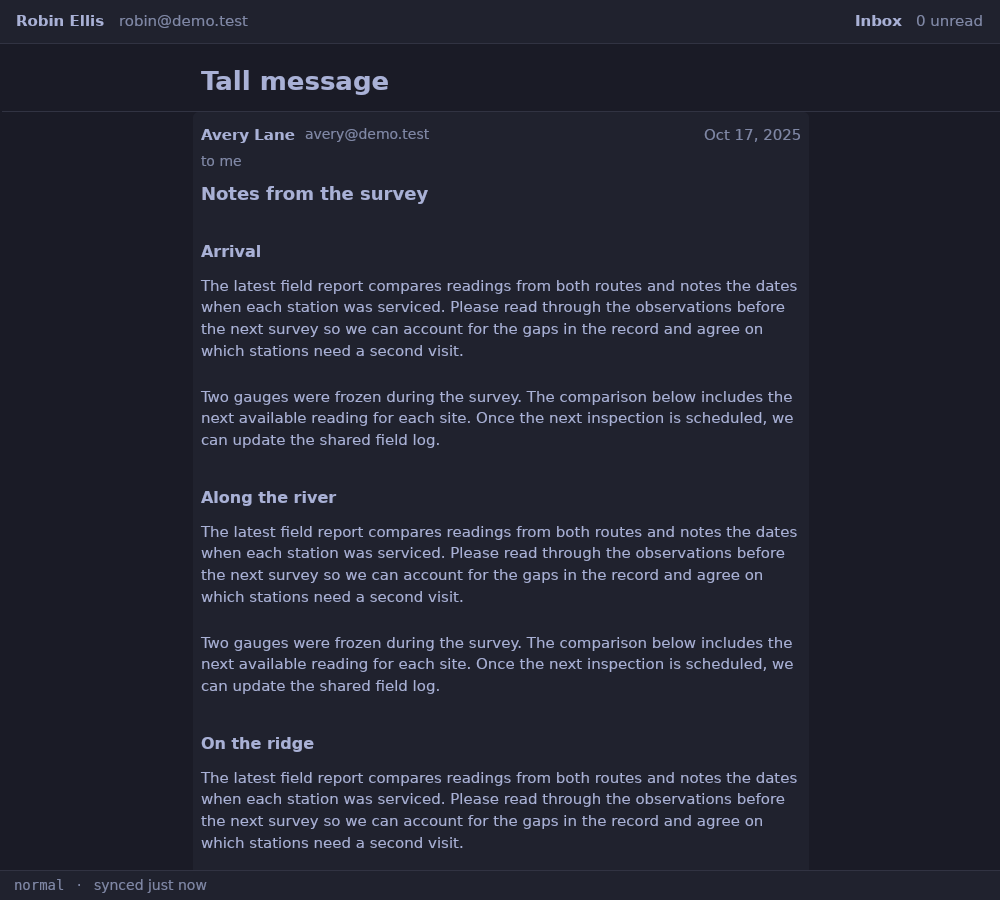 Robin Ellis robin@demo.test Inbox 0 unread
Tall message
Avery Lane avery@demo.test Oct 17, 2025
to me
Notes from the survey
Arrival
The latest field report compares readings from both routes and notes the dates
when each station was serviced. Please read through the observations before
the next survey so we can account for the gaps in the record and agree on
which stations need a second visit.
Two gauges were frozen during the survey. The comparison below includes the
next available reading for each site. Once the next inspection is scheduled, we
can update the shared field log.
Along the river
The latest field report compares readings from both routes and notes the dates
when each station was serviced. Please read through the observations before
the next survey so we can account for the gaps in the record and agree on
which stations need a second visit.
Two gauges were frozen during the survey. The comparison below includes the
next available reading for each site. Once the next inspection is scheduled, we
can update the shared field log.
On the ridge
The latest field report compares readings from both routes and notes the dates
when each station was serviced. Please read through the observations before
the next survey so we can account for the gaps in the record and agree on
which stations need a second visit.
normal · synced just now